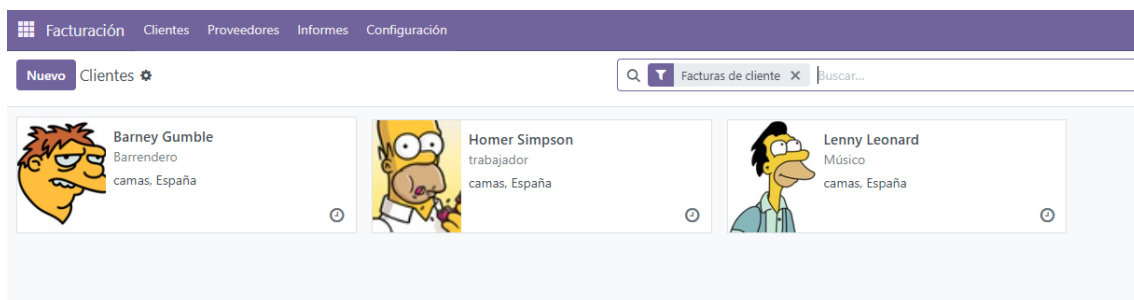 Facturación Clientes Proveedores Informes Configuración
Nuevo Clientes Facturas de cliente Buscar...
Barney Gumble
Barrendero
camas, España
Homer Simpson
trabajador
camas, España
Lenny Leonard
Músico
camas, España